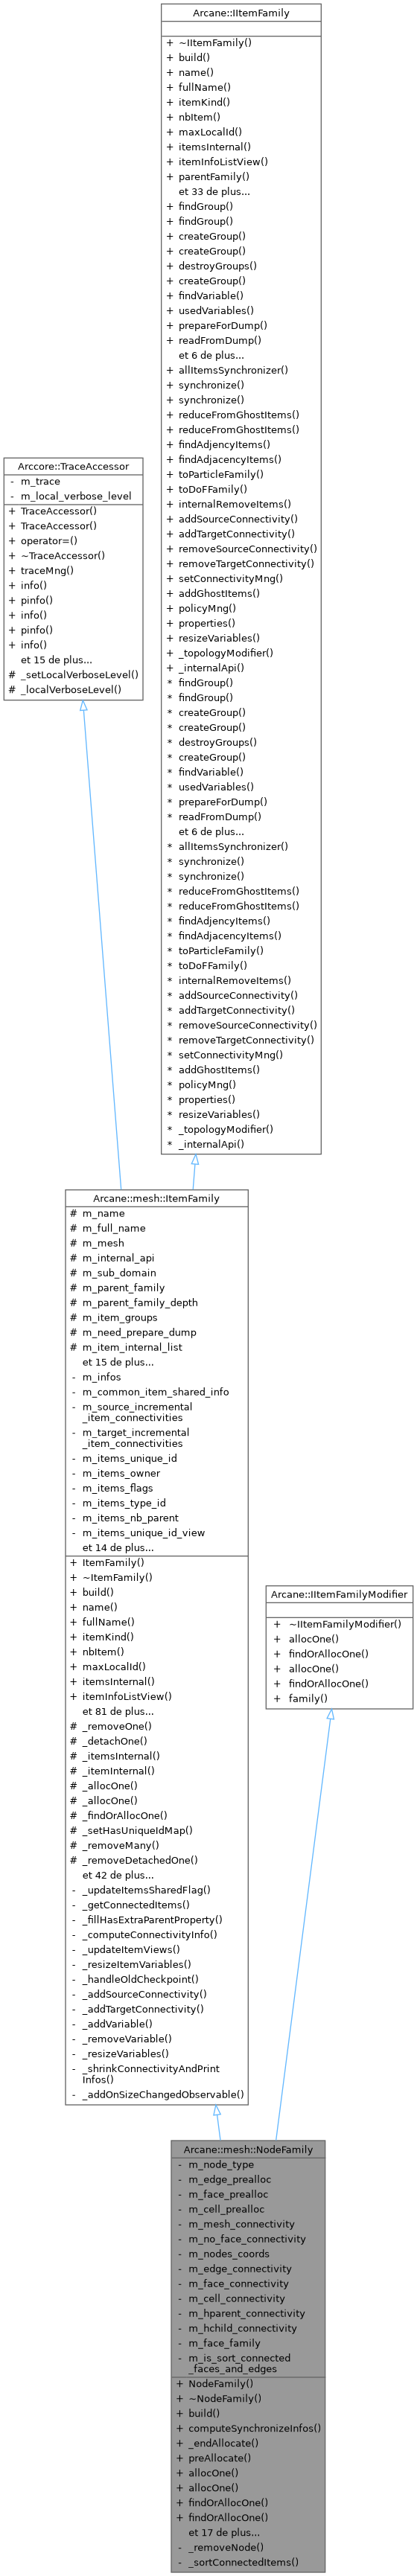 Arcane::IItemFamily
+ ~IItemFamily()
+ build()
+ name()
+ fullName()
+ itemKind()
+ nbItem()
+ maxLocalId()
+ itemsInternal()
+ itemInfoListView()
+ parentFamily()
et 33 de plus...
+ findGroup()
+ findGroup()
+ createGroup()
+ createGroup()
+ destroyGroups()
+ createGroup()
+ findVariable()
+ usedVariables()
+ prepareForDump()
+ readFromDump()
et 6 de plus...
+ allItemsSynchronizer()
+ synchronize()
+ synchronize()
+ reduceFromGhostItems()
+ reduceFromGhostItems()
+ findAdjencyItems()
+ findAdjacencyItems()
+ toParticleFamily()
+ toDoFFamily()
+ internalRemoveItems()
+ addSourceConnectivity()
+ addTargetConnectivity()
+ removeSourceConnectivity()
+ removeTargetConnectivity()
+ setConnectivityMng()
+ addGhostItems()
+ policyMng()
+ properties()
+ resizeVariables()
+ _topologyModifier()
+ _internalApi()
* findGroup()
* findGroup()
* createGroup()
* createGroup()
* destroyGroups()
* createGroup()
* findVariable()
* usedVariables()
* prepareForDump()
* readFromDump()
et 6 de plus...
* allItemsSynchronizer()
* synchronize()
* synchronize()
* reduceFromGhostItems()
* reduceFromGhostItems()
* findAdjencyItems()
* findAdjacencyItems()
* toParticleFamily()
* toDoFFamily()
* internalRemoveItems()
* addSourceConnectivity()
* addTargetConnectivity()
* removeSourceConnectivity()
* removeTargetConnectivity()
* setConnectivityMng()
* addGhostItems()
* policyMng()
* properties()
* resizeVariables()
* _topologyModifier()
* _internalApi()
Arccore::TraceAccessor
- m_trace
- m_local_verbose_level
+ TraceAccessor()
+ TraceAccessor()
+ operator=()
+ ~TraceAccessor()
+ traceMng()
+ info()
+ pinfo()
+ info()
+ pinfo()
+ info()
et 15 de plus...
# _setLocalVerboseLevel()
# _localVerboseLevel()
Arcane::mesh::ItemFamily
# m_name
# m_full_name
# m_mesh
# m_internal_api
# m_sub_domain
# m_parent_family
# m_parent_family_depth
# m_item_groups
# m_need_prepare_dump
# m_item_internal_list
et 15 de plus...
- m_infos
- m_common_item_shared_info
- m_source_incremental
_item_connectivities
- m_target_incremental
_item_connectivities
- m_items_unique_id
- m_items_owner
- m_items_flags
- m_items_type_id
- m_items_nb_parent
- m_items_unique_id_view
et 14 de plus...
+ ItemFamily()
+ ~ItemFamily()
+ build()
+ name()
+ fullName()
+ itemKind()
+ nbItem()
+ maxLocalId()
+ itemsInternal()
+ itemInfoListView()
et 81 de plus...
# _removeOne()
# _detachOne()
# _itemsInternal()
# _itemInternal()
# _allocOne()
# _allocOne()
# _findOrAllocOne()
# _setHasUniqueIdMap()
# _removeMany()
# _removeDetachedOne()
et 42 de plus...
- _updateItemsSharedFlag()
- _getConnectedItems()
- _fillHasExtraParentProperty()
- _computeConnectivityInfo()
- _updateItemViews()
- _resizeItemVariables()
- _handleOldCheckpoint()
- _addSourceConnectivity()
- _addTargetConnectivity()
- _addVariable()
- _removeVariable()
- _resizeVariables()
- _shrinkConnectivityAndPrint
Infos()
- _addOnSizeChangedObservable()
Arcane::IItemFamilyModifier
+ ~IItemFamilyModifier()
+ allocOne()
+ findOrAllocOne()
+ allocOne()
+ findOrAllocOne()
+ family()
Arcane::mesh::NodeFamily
- m_node_type
- m_edge_prealloc
- m_face_prealloc
- m_cell_prealloc
- m_mesh_connectivity
- m_no_face_connectivity
- m_nodes_coords
- m_edge_connectivity
- m_face_connectivity
- m_cell_connectivity
- m_hparent_connectivity
- m_hchild_connectivity
- m_face_family
- m_is_sort_connected
_faces_and_edges
+ NodeFamily()
+ ~NodeFamily()
+ build()
+ computeSynchronizeInfos()
+ _endAllocate()
+ preAllocate()
+ allocOne()
+ allocOne()
+ findOrAllocOne()
+ findOrAllocOne()
et 17 de plus...
- _removeNode()
- _sortConnectedItems()